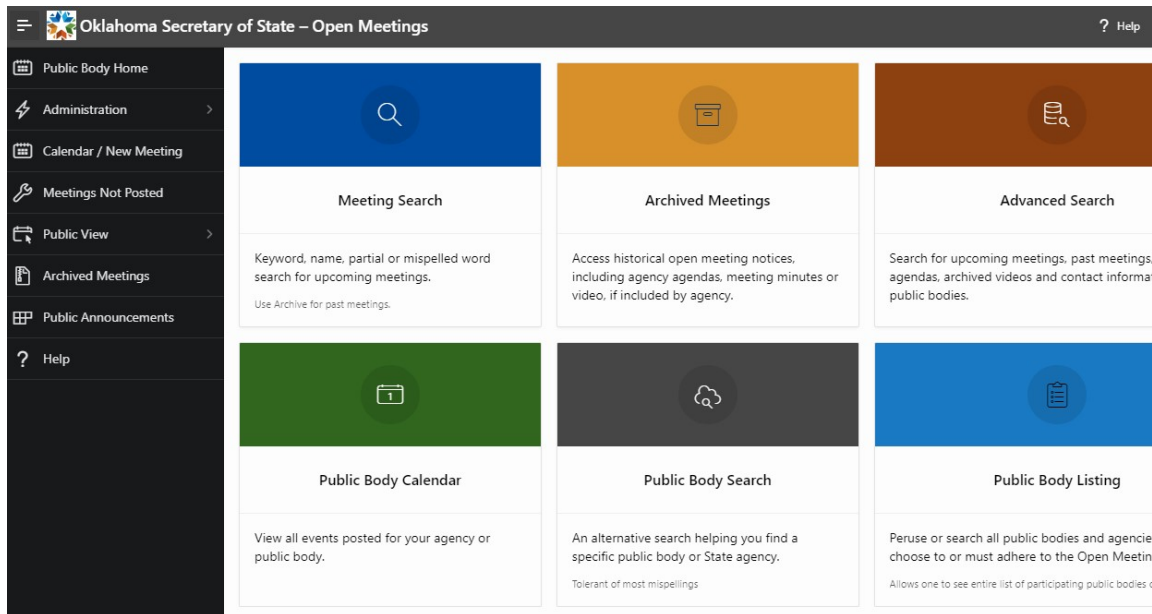 Oklahoma Secretary of State – Open Meetings
? Help
Public Body Home
Administration
Calendar / New Meeting
Meetings Not Posted
Public View
Archived Meetings
Public Announcements
? Help
Meeting Search
Keyword, name, partial or mispelled word
search for upcoming meetings.
Use Archive for past meetings.
Archived Meetings
Access historical open meeting notices,
including agency agendas, meeting minutes or
video, if included by agency.
Advanced Search
Search for upcoming meetings, past meetings,
agendas, archived videos and contact
public bodies.
1
Public Body Calendar
View all events posted for your agency or
public body.
Public Body Search
An alternative search helping you find a
specific public body or State agency.
Tolerant of most mispellings
Public Body Listing
Peruse or search all public bodies and
choose to or must adhere to the Open
Allows one to see entire list of participating public bodies